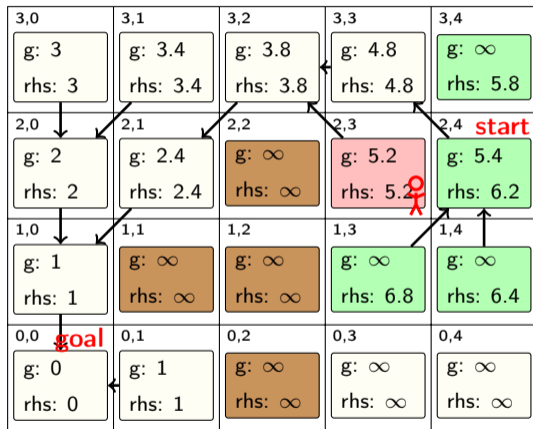 3,0 3,1 3,2 3,3 3,4
g: 3 g: 3.4 g: 3.8 g: 4.8 g: ∞
rhs: 3 rhs: 3.4 rhs: 3.8 rhs: 4.8 rhs: 5.8
2,0 2,1 2,2 2,3 2,4 start
g: 2 g: 2.4 g: ∞ g: 5.2 g: 5.4
rhs: 2 rhs: 2.4 rhs: ∞ rhs: 5.2 rhs: 6.2
1,0 1,1 1,2 1,3 1,4
g: 1 g: ∞ g: ∞ g: ∞ g: ∞
rhs: 1 rhs: ∞ rhs: ∞ rhs: 6.8 rhs: 6.4
0,0 goal 0,1 0,2 0,3 0,4
g: 0 g: 1 g: ∞ g: ∞ g: ∞
rhs: 0 rhs: 1 rhs: ∞ rhs: ∞ rhs: ∞